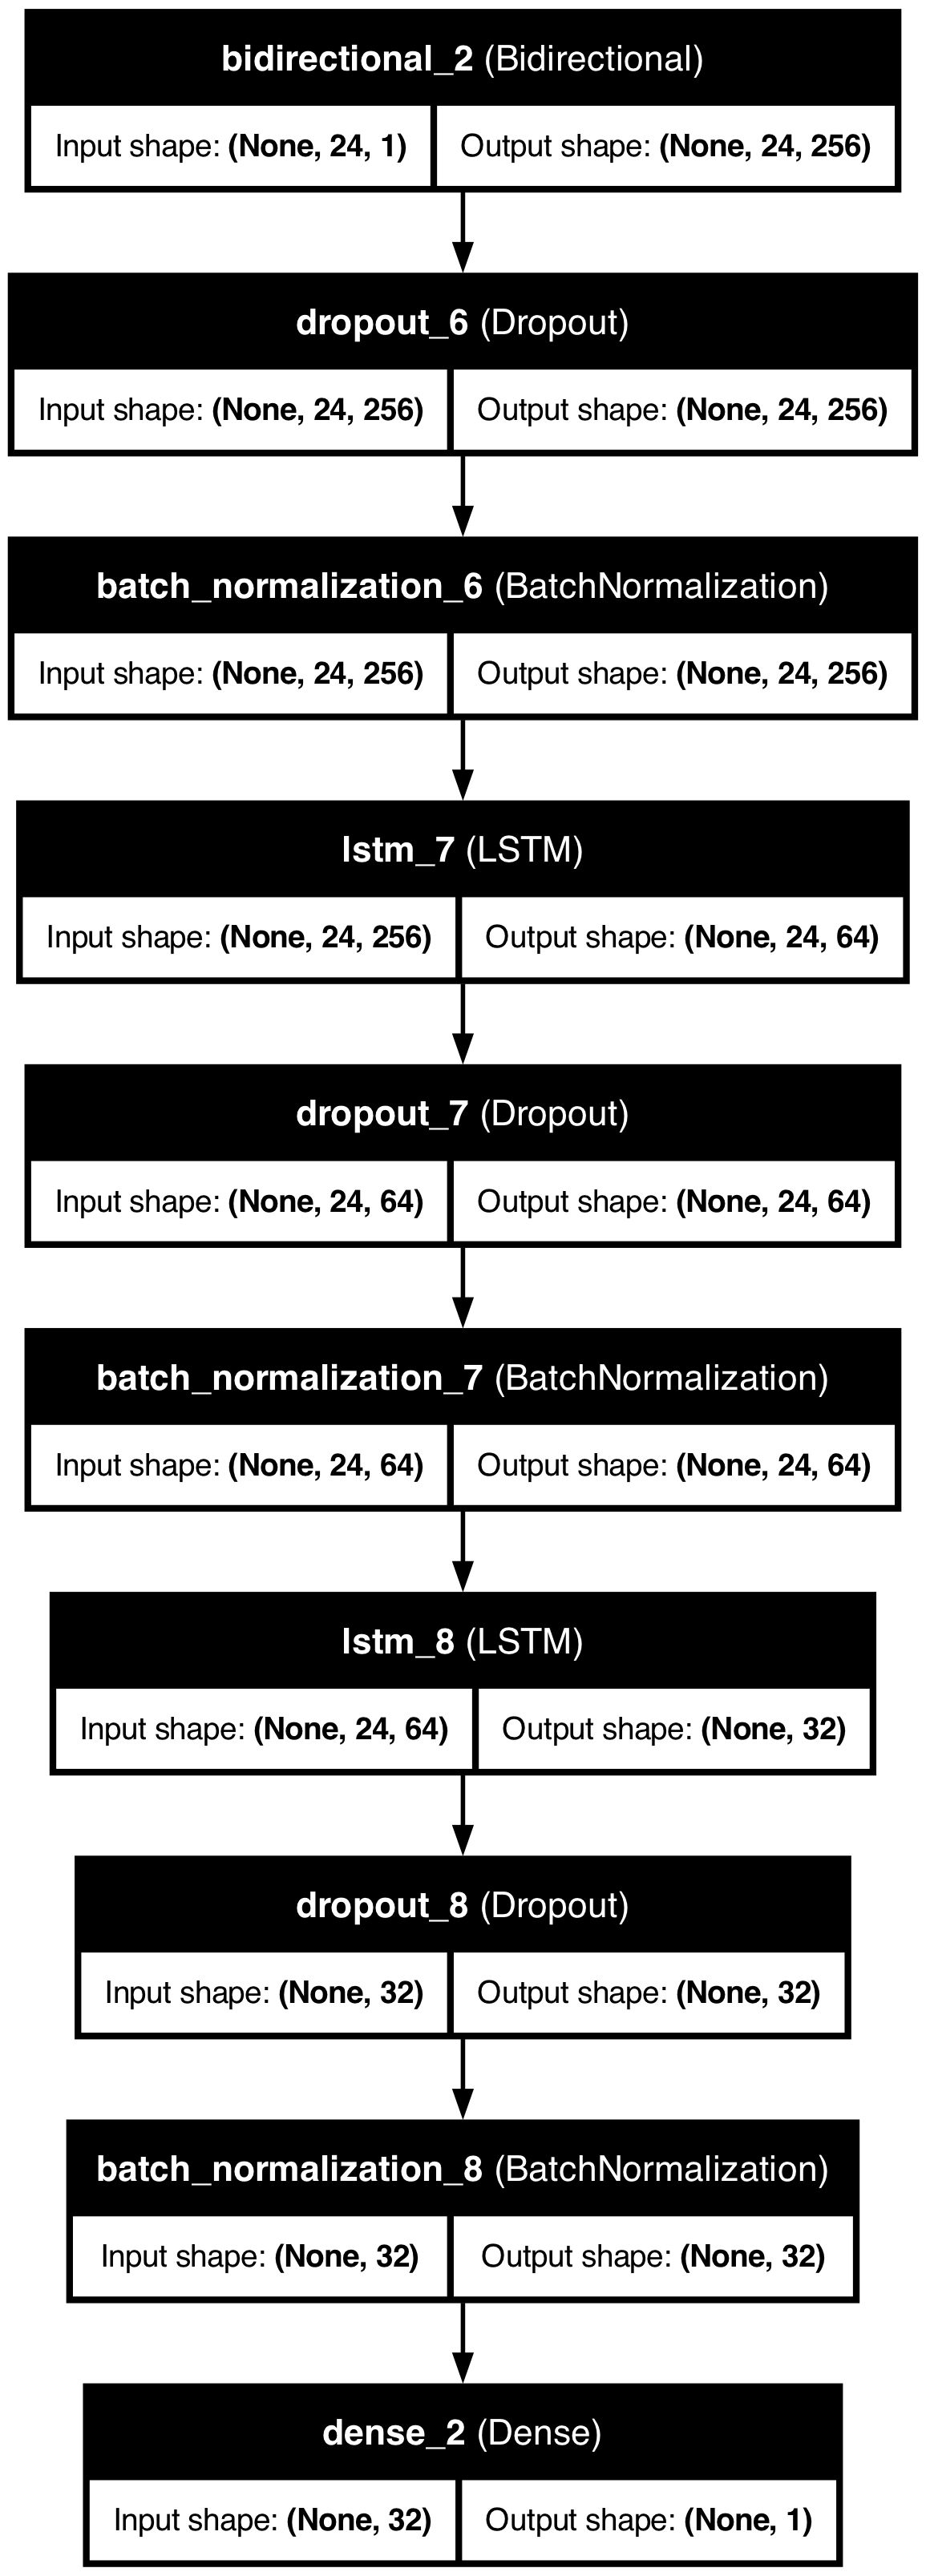 bidirectional_2 (Bidirectional)
Input shape: (None, 24, 1) Output shape: (None, 24, 256)
dropout_6 (Dropout)
Input shape: (None, 24, 256) Output shape: (None, 24, 256)
batch_normalization_6 (BatchNormalization)
Input shape: (None, 24, 256) Output shape: (None, 24, 256)
lstm_7 (LSTM)
Input shape: (None, 24, 256) Output shape: (None, 24, 64)
dropout_7 (Dropout)
Input shape: (None, 24, 64) Output shape: (None, 24, 64)
batch_normalization_7 (BatchNormalization)
Input shape: (None, 24, 64) Output shape: (None, 24, 64)
lstm_8 (LSTM)
Input shape: (None, 24, 64) Output shape: (None, 32)
dropout_8 (Dropout)
Input shape: (None, 32) Output shape: (None, 32)
batch_normalization_8 (BatchNormalization)
Input shape: (None, 32) Output shape: (None, 32)
dense_2 (Dense)
Input shape: (None, 32) Output shape: (None, 1)